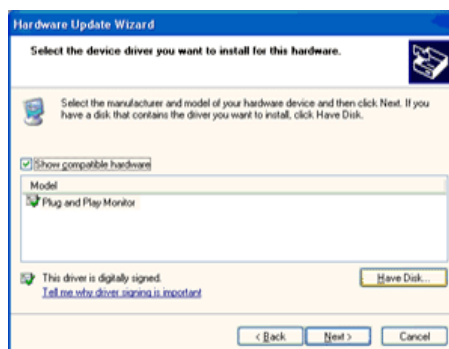 Hardware Update Wizard
Select the device driver you want to install for this hardware.
Select the manufacturer and model of your hardware device and then click Next. If you
have a disk that contains the driver you want to install, click Have Disk.
Show compatible hardware
Model
Plug and Play Monitor
This driver is digitally signed.
Have Disk...
Tell me why driver signing is important
< Back
Next >
Cancel